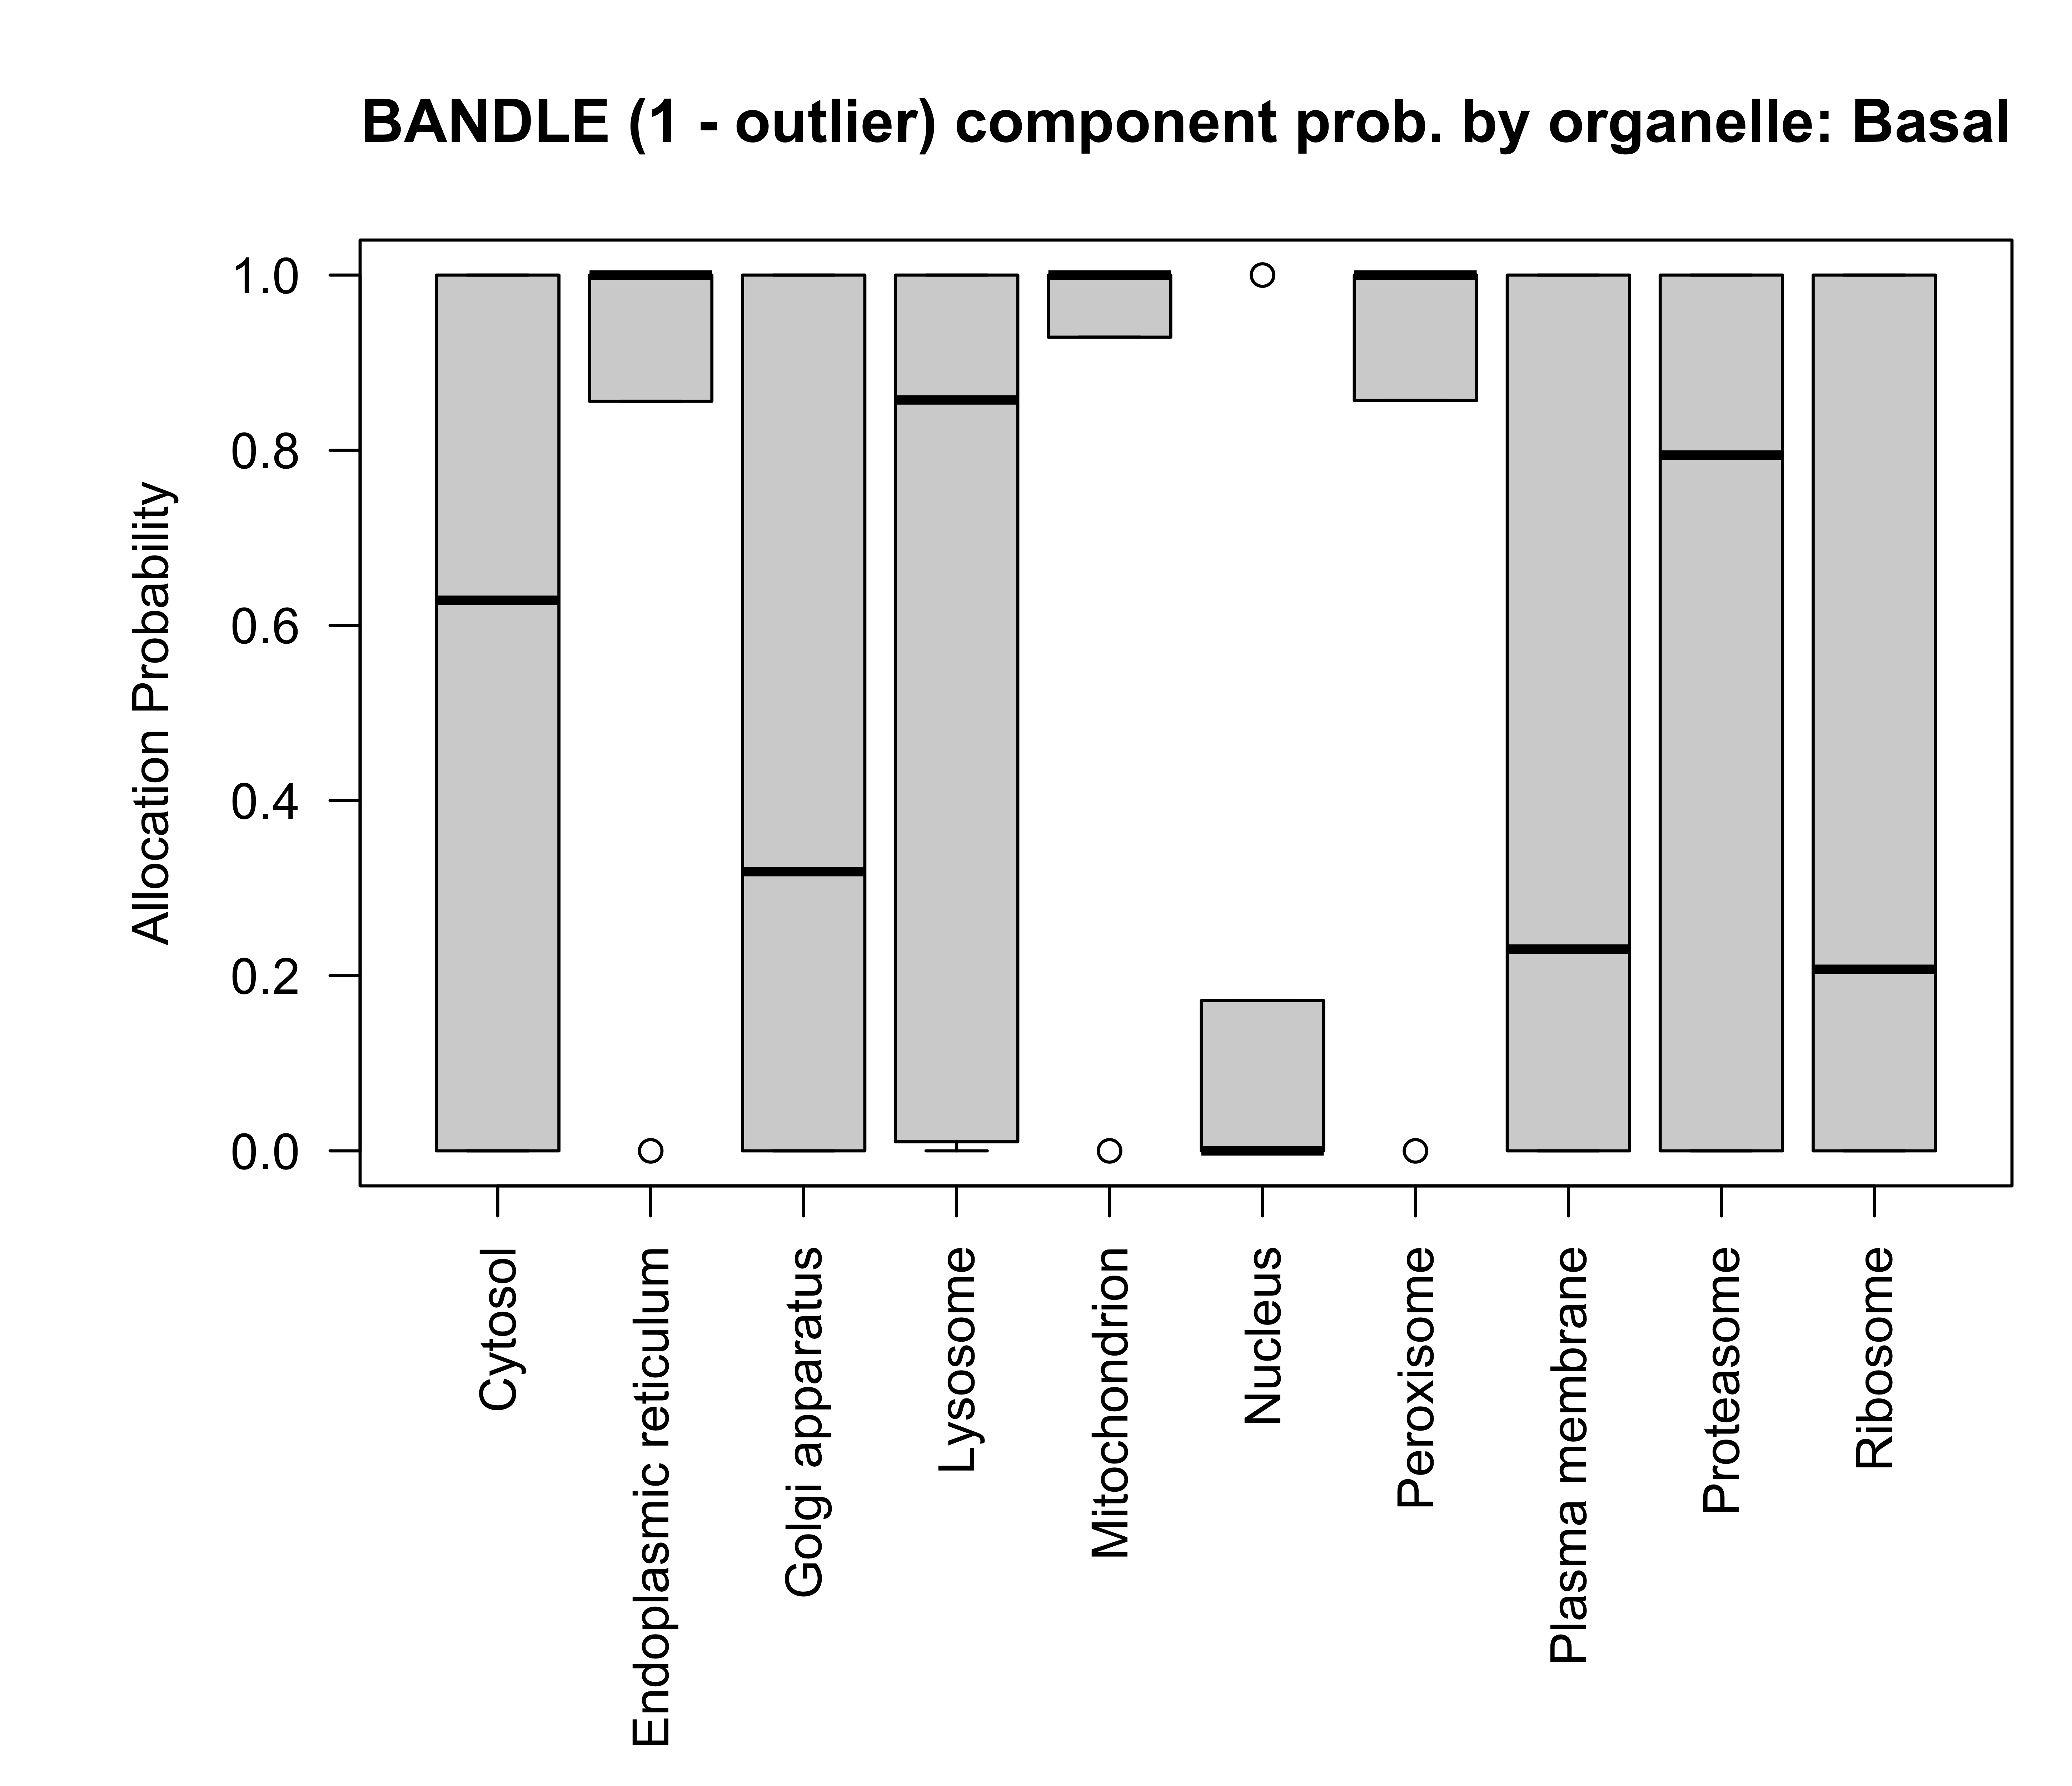 BANDLE (1 - outlier) component prob. by organelle: Basal
Allocation Probability
1.0
0.8
0.6
0.4
0.2
0.0
Cytosol
Endoplasmic reticulum
Golgi apparatus
Lysosome
Mitochondrion
Nucleus
Peroxisome
Plasma membrane
Proteasome
Ribosome